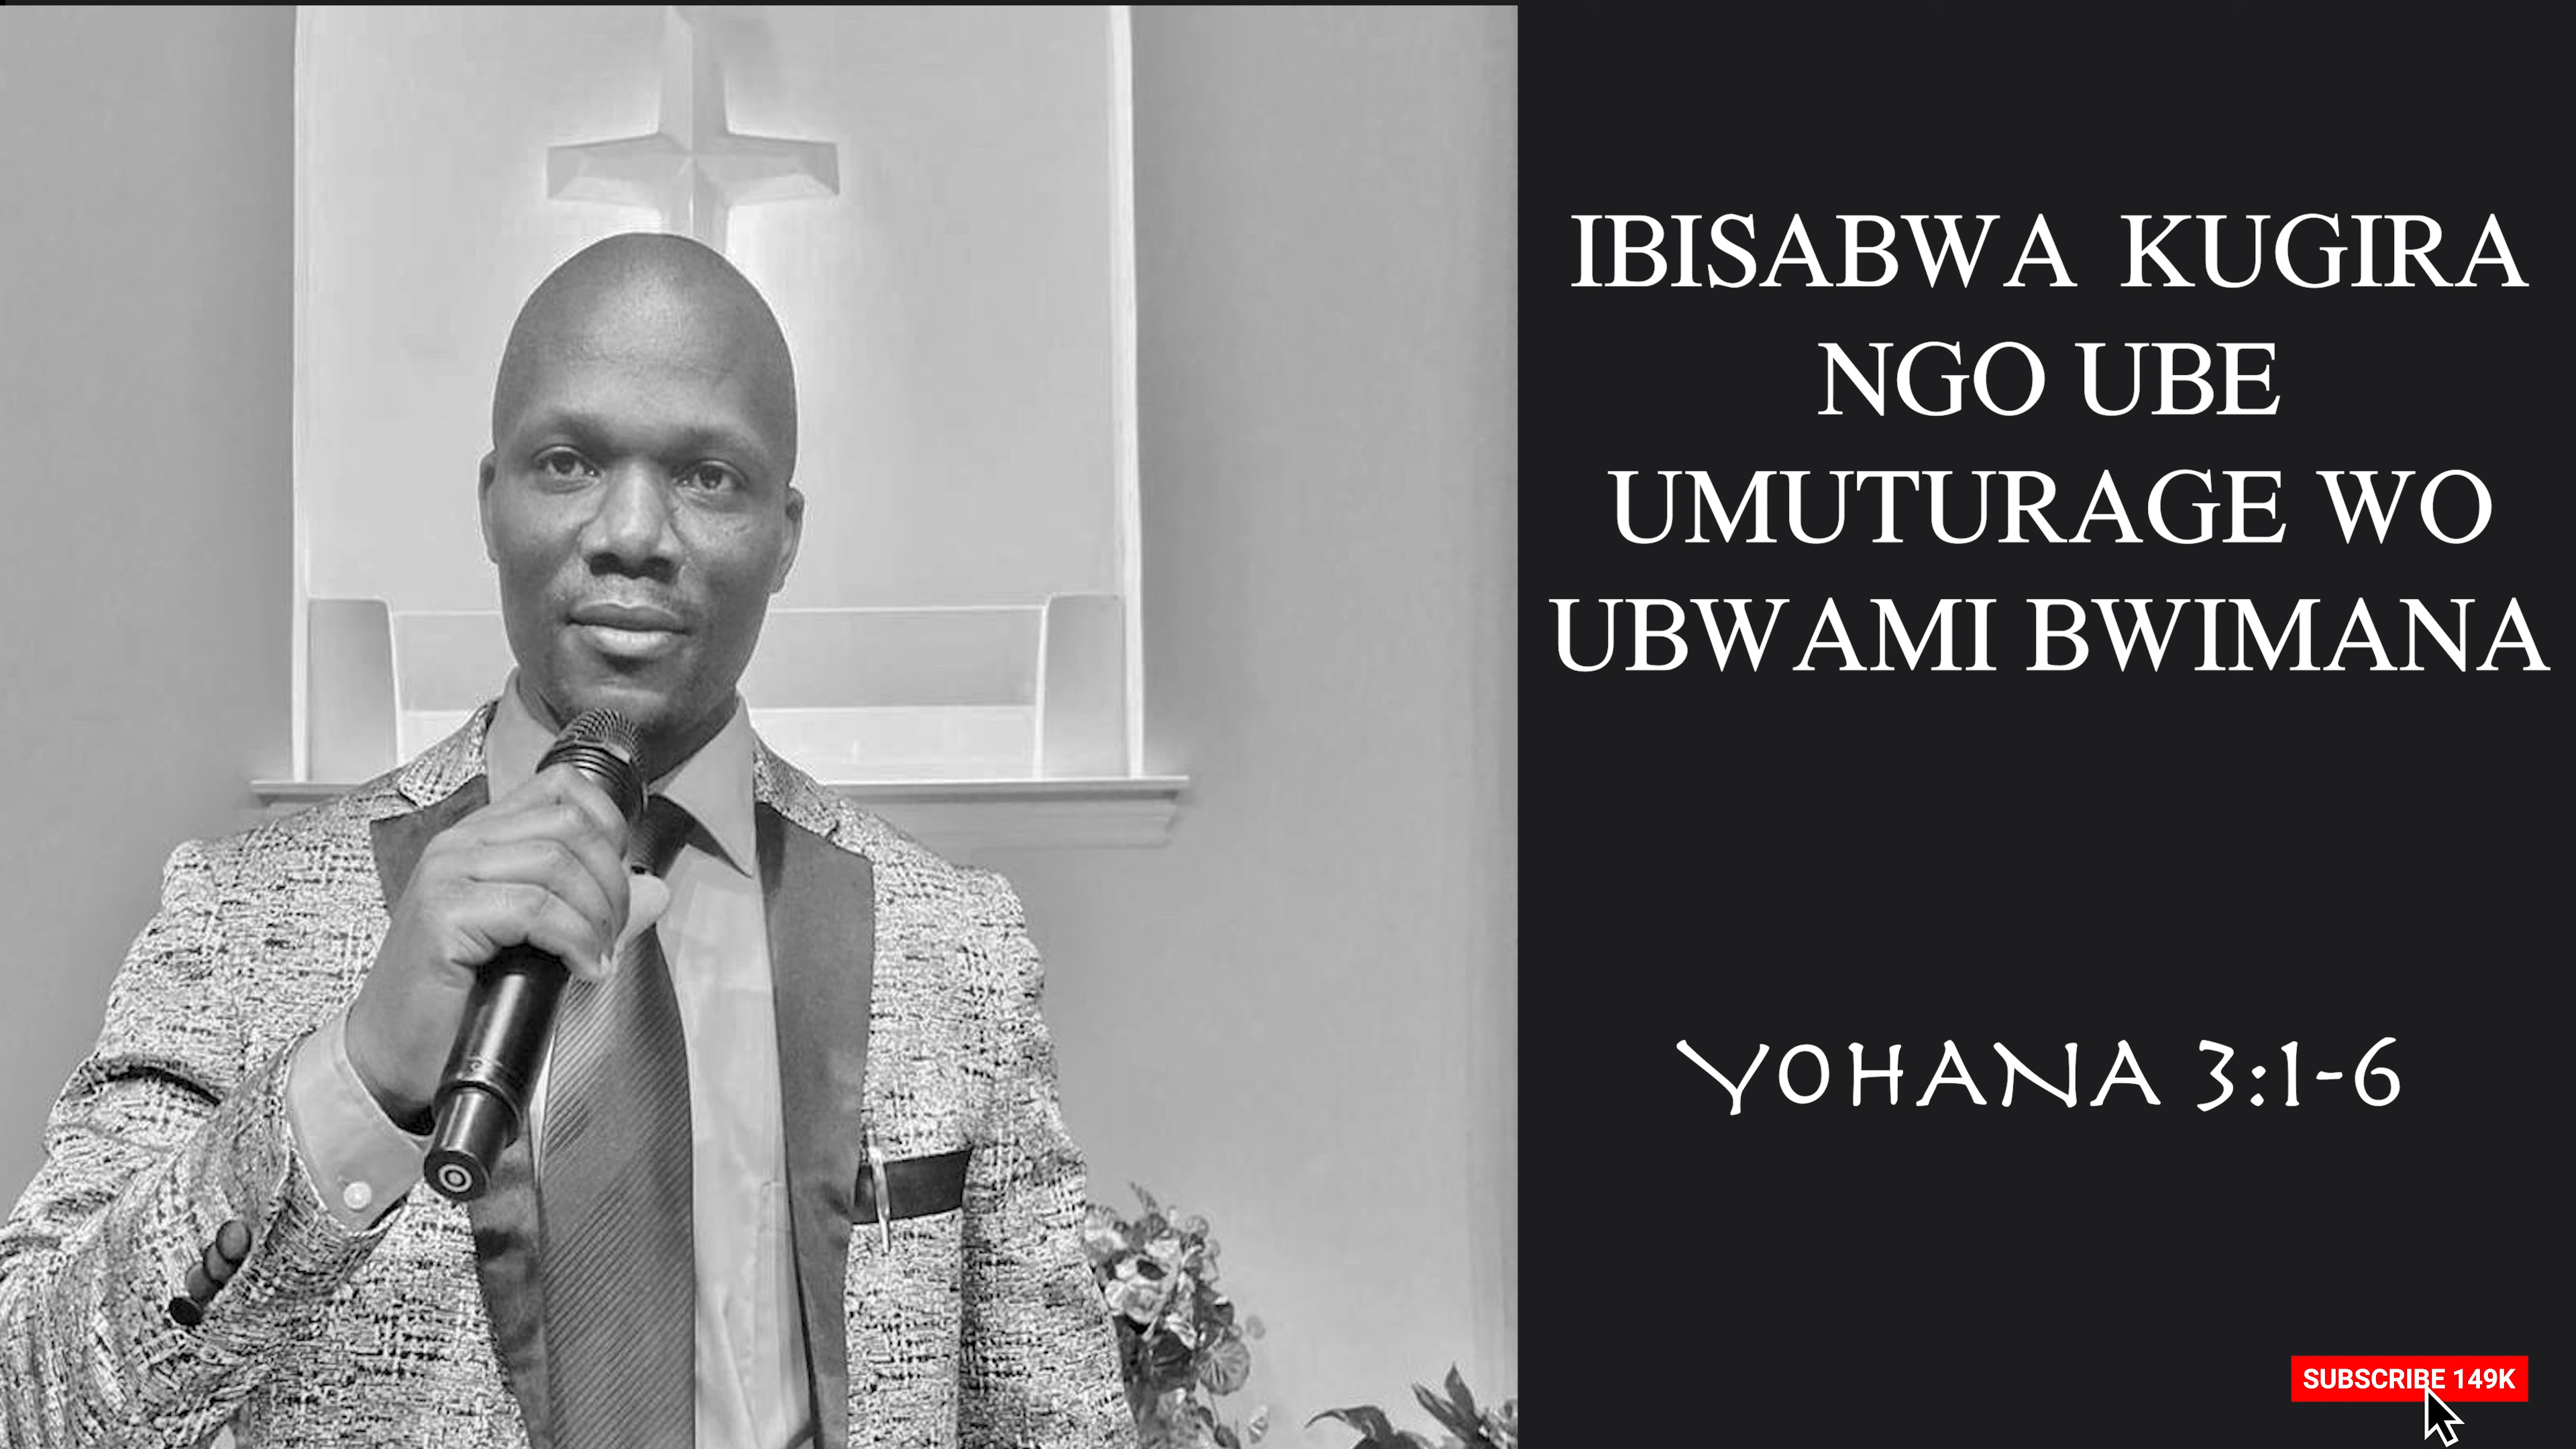 IBISABWA KUGIRA
NGO UBE
UMUTURAGE WO
UBWAMI BWIMANA
YOHANA 3:1-6
SUBSCRIBE 149K